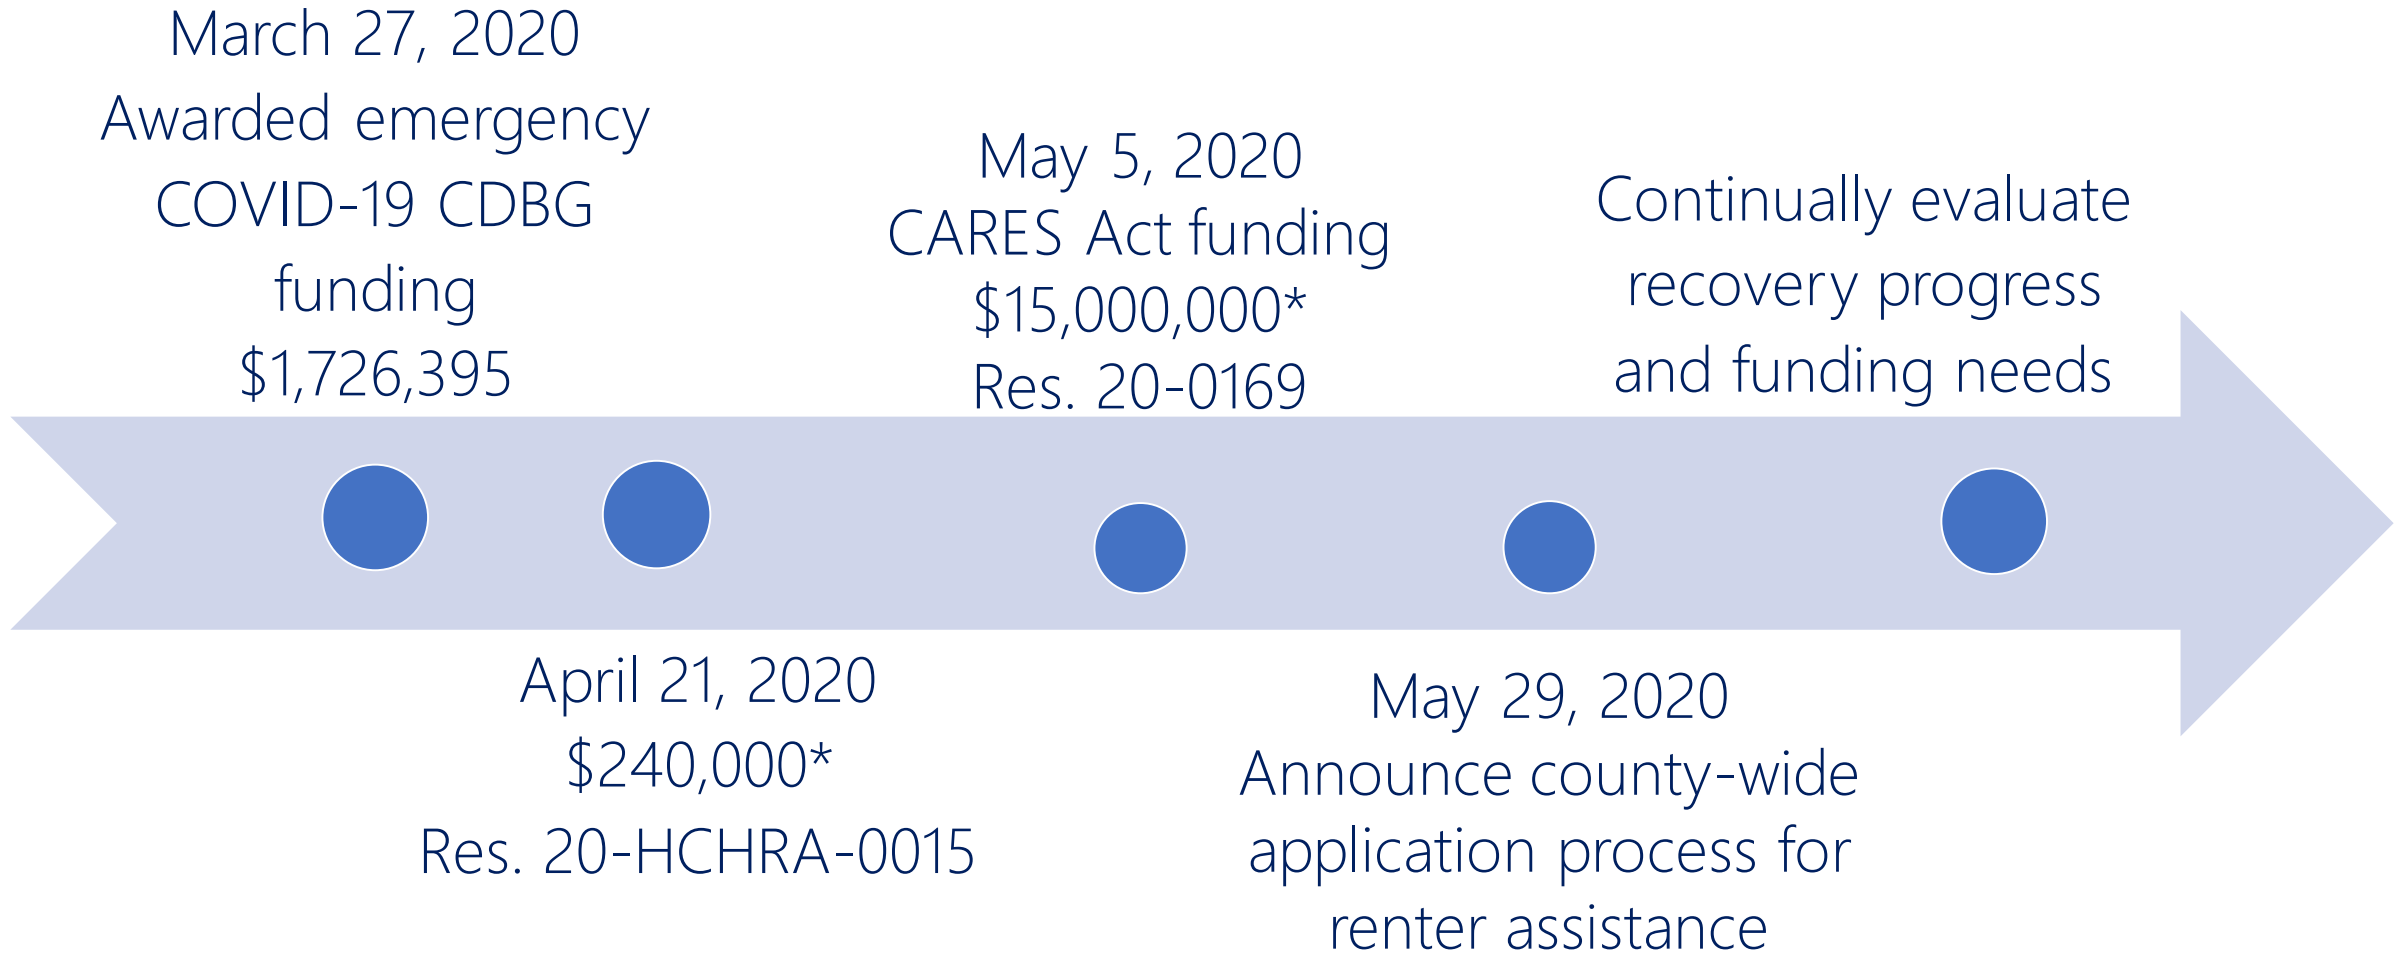 March 27, 2020
Awarded emergency
COVID-19 CDBG
funding
$1,726,395
April 21, 2020
$240,000*
Res. 20-HCHRA-0015
May 5, 2020
CARES Act funding
$15,000,000*
Res. 20-0169
May 29, 2020
Announce county-wide
application process for
renter assistance
Continually evaluate
recovery progress
and funding needs